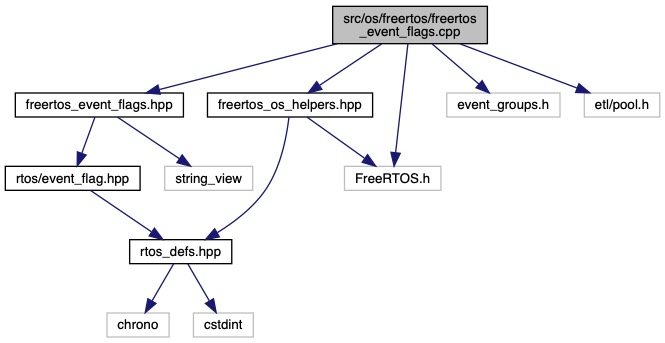 src/os/freertos/freertos
_event_flags.cpp
freertos_event_flags.hpp
freertos_os_helpers.hpp
event_groups.h
etl/pool.h
rtos/event_flag.hpp
string_view
FreeRTOS.h
rtos_defs.hpp
chrono
cstdint